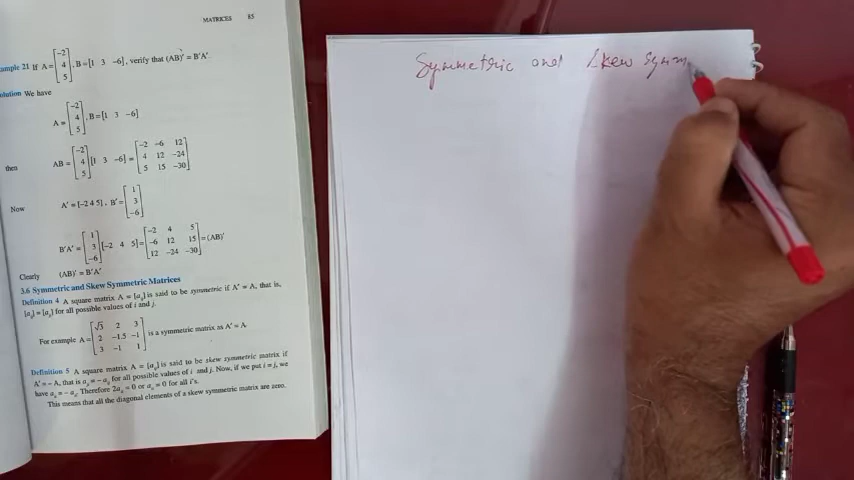 MATRICES 85
ample 21 If A = [-2 4 5], B = [1 3 -6], verify that (AB)' = B'A'.
olution We have
A = [-2 4 5], B = [1 3 -6]
then AB = [-2 4 5] [1 3 -6] = [-2 -6 12 4 12 -24 5 15 -30]
Now A' = [-2 4 5], B' = [1 3 -6]
B'A' = [1 3 -6] [-2 4 5] = [-2 4 5 -6 12 15 12 -24 -30] = (AB)'
Clearly (AB)' = B'A'
3.6 Symmetric and Skew Symmetric Matrices
Definition 4 A square matrix A = [aij] is said to be symmetric if A' = A, that is,
[aij] = [aji] for all possible values of i and j.
For example A = [√3 2 3 2 -1.5 -1 3 -1 1] is a symmetric matrix as A' = A.
Definition 5 A square matrix A = [aij] is said to be skew symmetric matrix if
A' = - A, that is aji = - aij for all possible values of i and j. Now, if we put i = j, we
have aii = - aii. Therefore 2aii = 0 or aii = 0 for all i's.
This means that all the diagonal elements of a skew symmetric matrix are zero.
Symmetric and Skew Symm